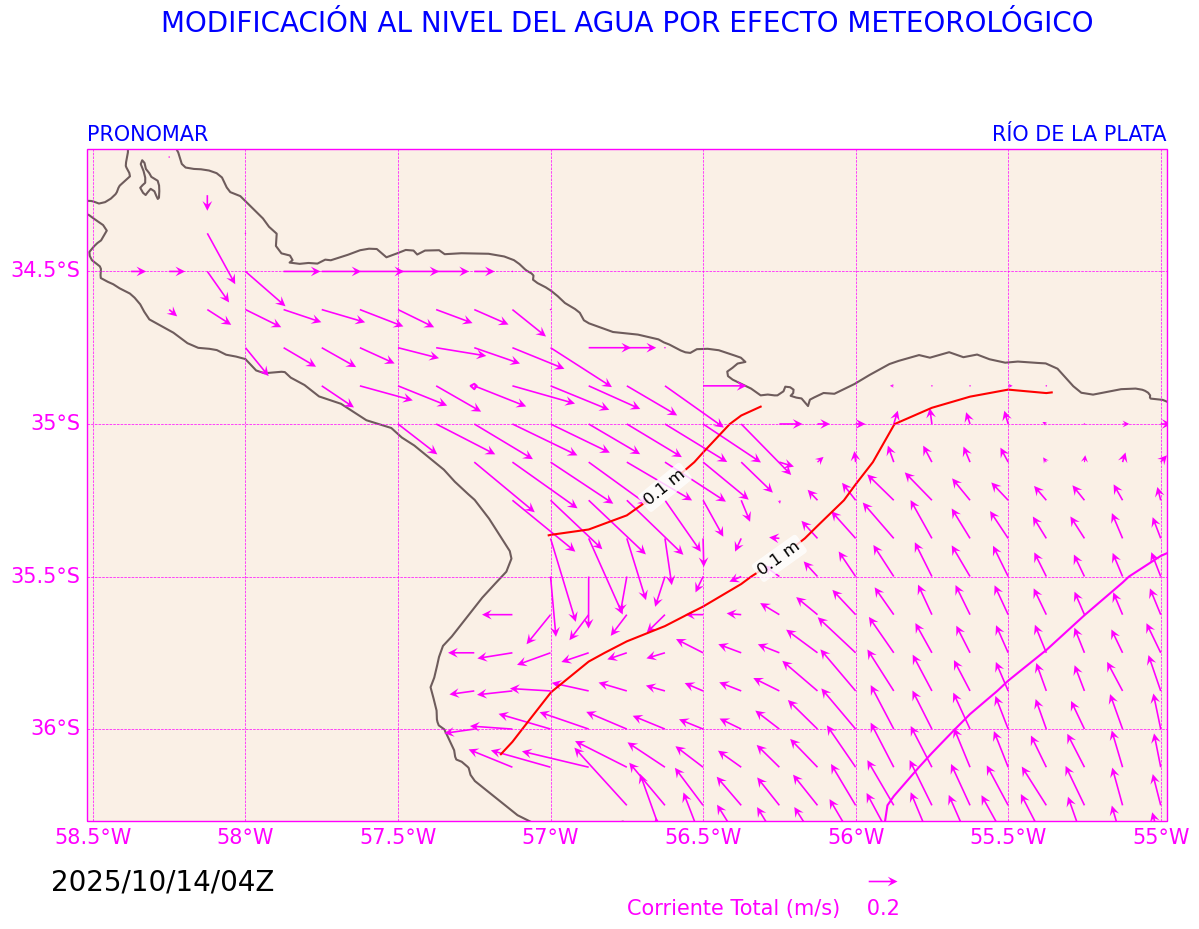 MODIFICACIÓN AL NIVEL DEL AGUA POR EFECTO METEOROLÓGICO
PRONOMAR
RÍO DE LA PLATA
34.5°S
35°S
0.1 m
35.5°S
0.1 m
36°S
58.5°W 58°W 57.5°W 57°W 56.5°W 56°W 55.5°W 55°W
2025/10/14/04Z
Corriente Total (m/s) 0.2